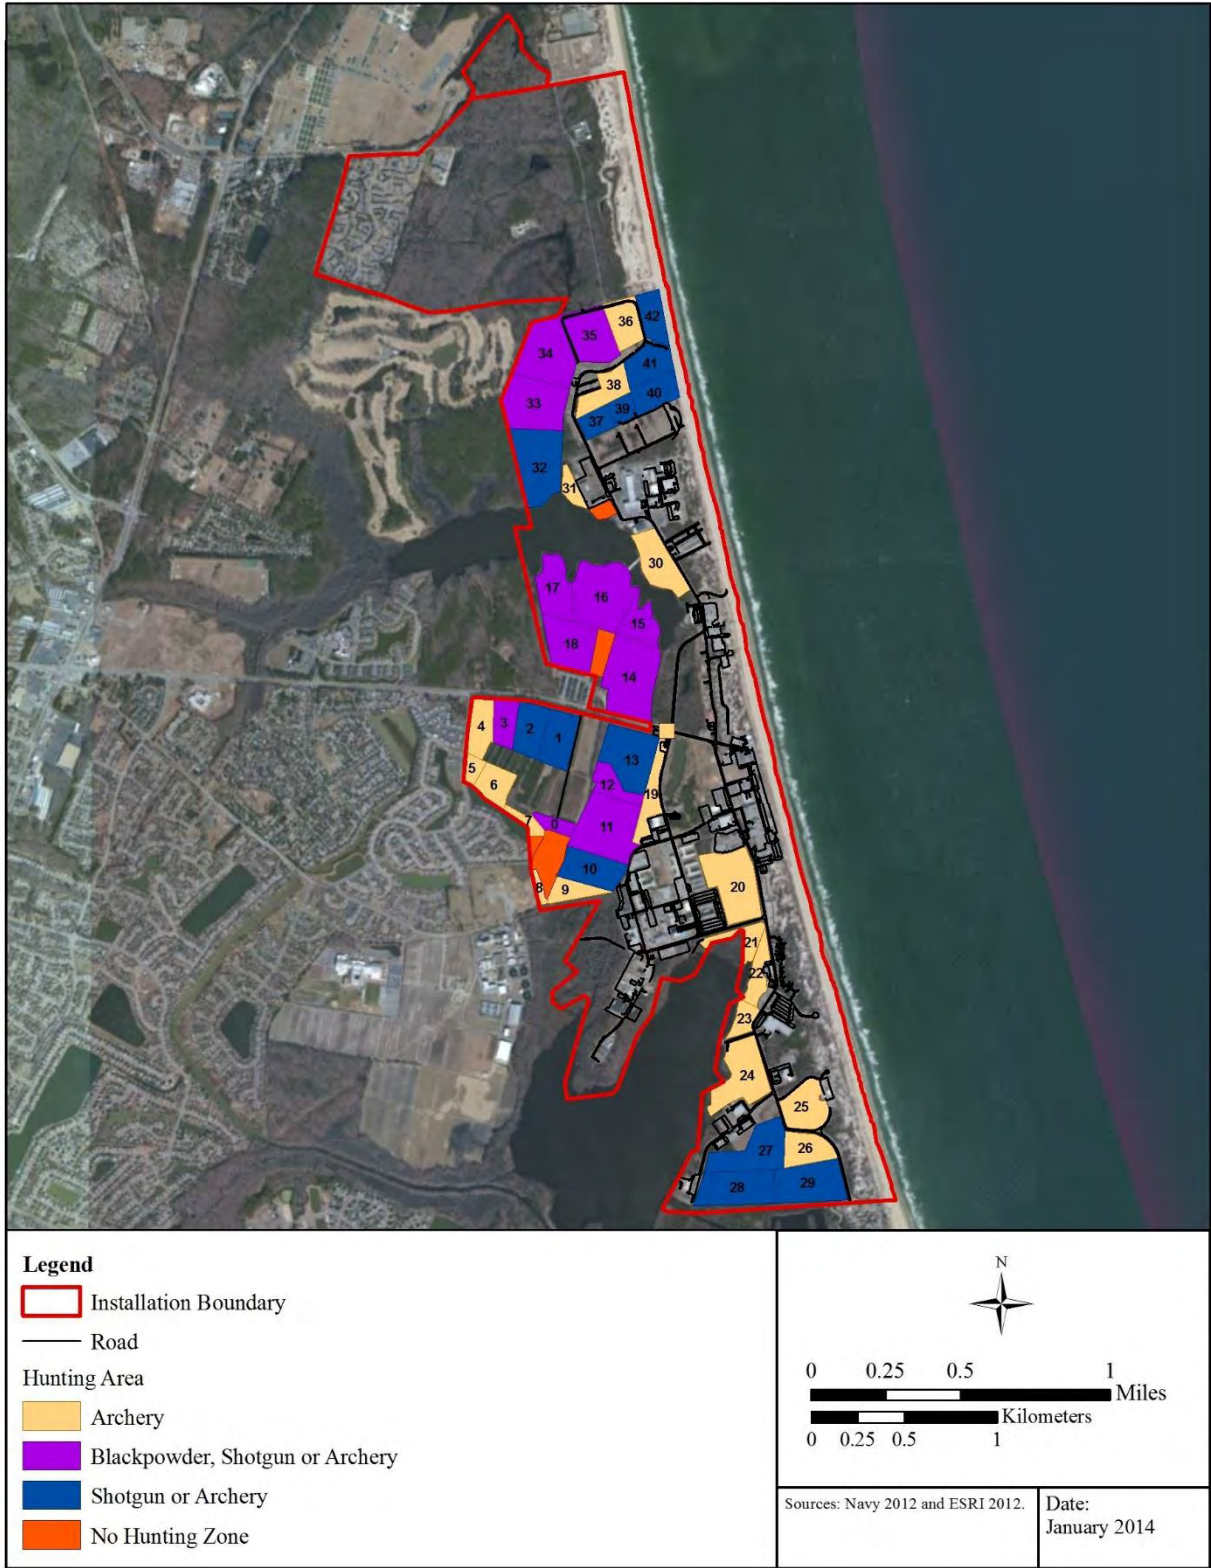 42
36
35
34
41
38
40
33
39
37
32
31
30
17
16
15
18
14
3
4
2
1
13
5
6
12
19
7
0
11
10
8
9
20
21
22
23
24
25
26
27
28
29
Legend
Installation Boundary
Road
Hunting Area
Archery
Blackpowder, Shotgun or Archery
Shotgun or Archery
No Hunting Zone
N
0 0.25 0.5 1
Miles
Kilometers
0 0.25 0.5 1
Sources: Navy 2012 and ESRI 2012.
Date:
January 2014